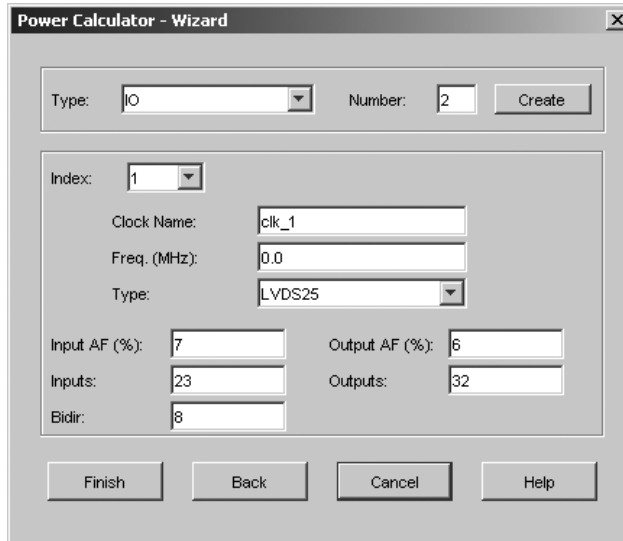 Power Calculator - Wizard
Type: IO Number: 2 Create
Index: 1
Clock Name: clk_1
Freq. (MHz): 0.0
Type: LVDS25
Input AF (%): 7 Output AF (%): 6
Inputs: 23 Outputs: 32
Bidir: 8
Finish Back Cancel Help